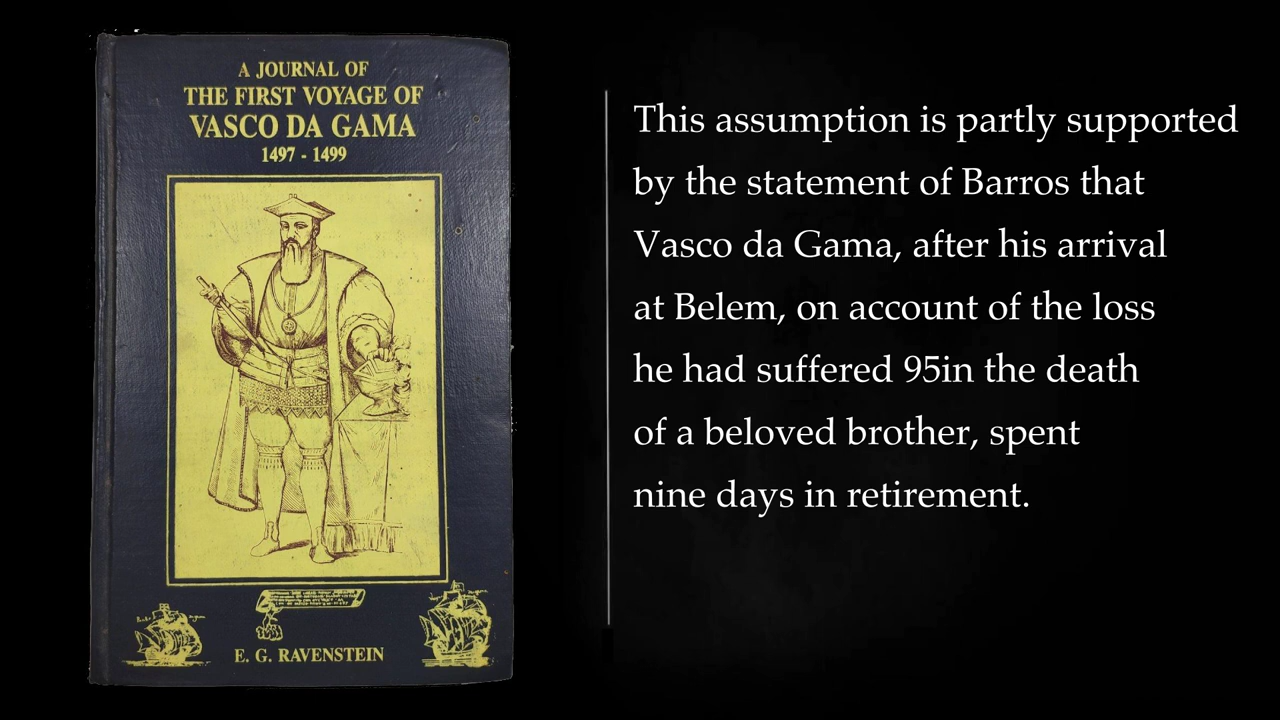 A JOURNAL OF
THE FIRST VOYAGE OF
VASCO DA GAMA
1497 - 1499
E. G. RAVENSTEIN
This assumption is partly supported
by the statement of Barros that
Vasco da Gama, after his arrival
at Belem, on account of the loss
he had suffered 95in the death
of a beloved brother, spent
nine days in retirement.